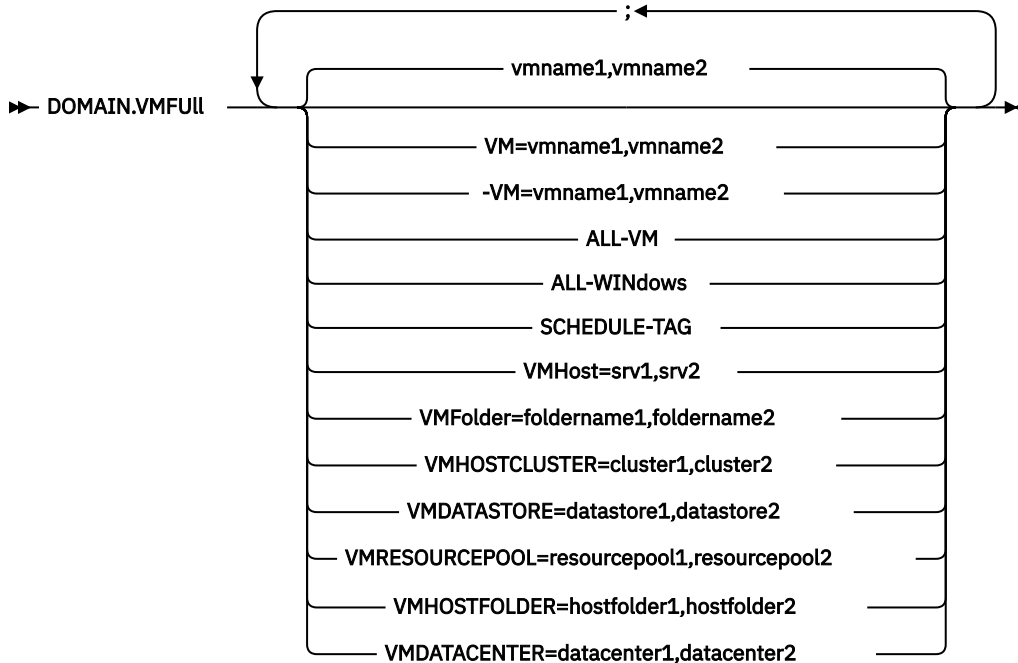 ;
vmname1,vmname2
DOMAIN.VMFUll
VM=vmname1,vmname2
-VM=vmname1,vmname2
ALL-VM
ALL-WINdows
SCHEDULE-TAG
VMHost=srv1,srv2
VMFolder=foldername1,foldername2
VMHOSTCLUSTER=cluster1,cluster2
VMDATASTORE=datastore1,datastore2
VMRESOURCEPOOL=resourcepool1,resourcepool2
VMHOSTFOLDER=hostfolder1,hostfolder2
VMDATACENTER=datacenter1,datacenter2